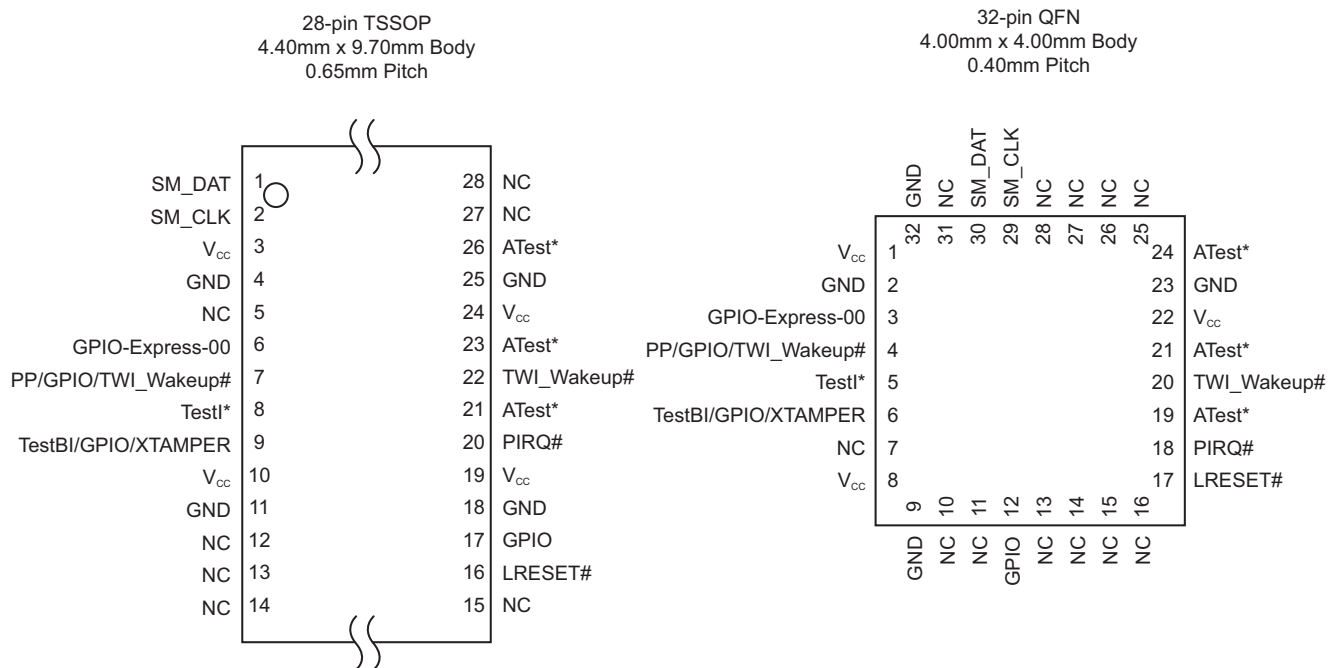 28-pin TSSOP
4.40mm x 9.70mm Body
0.65mm Pitch
SM_DAT 1
SM_CLK 2
Vcc 3
GND 4
NC 5
GPIO-Express-00 6
PP/GPIO/TWI_Wakeup# 7
TestI* 8
TestBI/GPIO/XTAMPER 9
Vcc 10
GND 11
NC 12
NC 13
NC 14
28 NC
27 NC
26 ATest*
25 GND
24 Vcc
23 ATest*
22 TWI_Wakeup#
21 ATest*
20 PIRQ#
19 Vcc
18 GND
17 GPIO
16 LRESET#
15 NC
32-pin QFN
4.00mm x 4.00mm Body
0.40mm Pitch
GND 32
NC 31
SM_DAT 30
SM_CLK 29
NC 28
NC 27
NC 26
NC 25
Vcc 1
GND 2
GPIO-Express-00 3
PP/GPIO/TWI_Wakeup# 4
TestI* 5
TestBI/GPIO/XTAMPER 6
NC 7
Vcc 8
24 ATest*
23 GND
22 Vcc
21 ATest*
20 TWI_Wakeup#
19 ATest*
18 PIRQ#
17 LRESET#
GND 9
NC 10
NC 11
GPIO 12
NC 13
NC 14
NC 15
NC 16